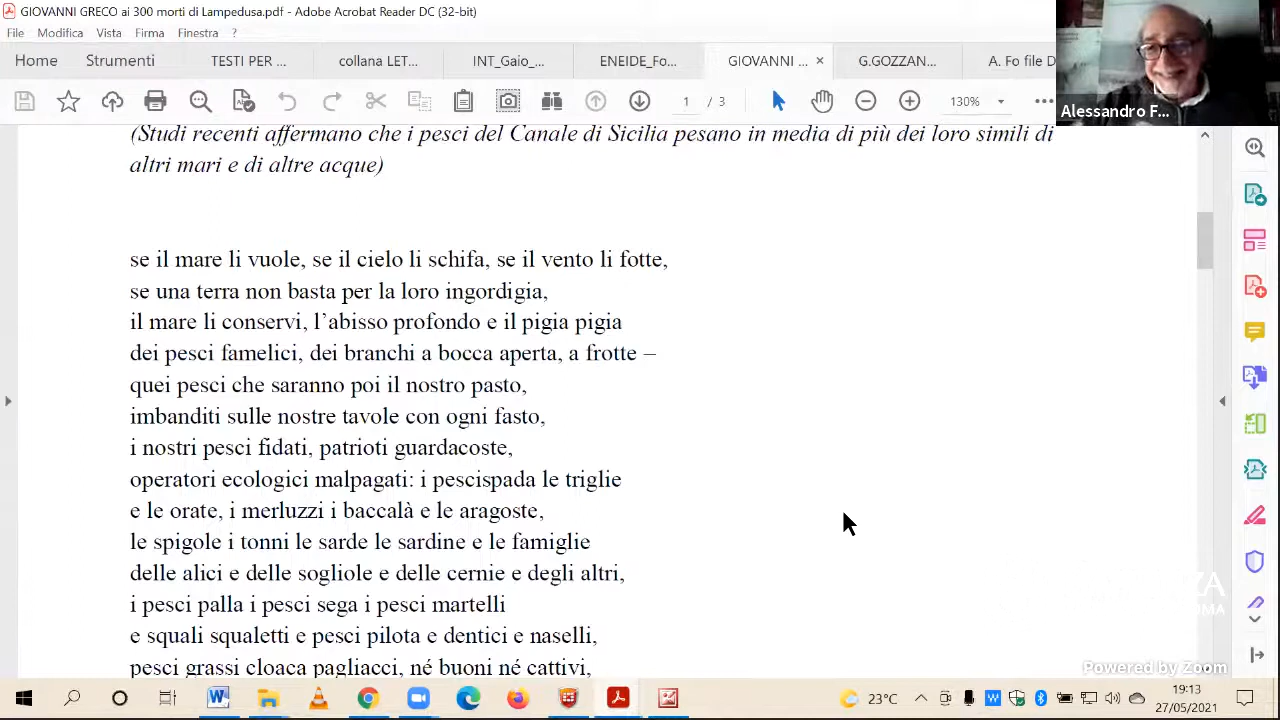 GIOVANNI GRECO ai 300 morti di Lampedusa.pdf - Adobe Acrobat Reader DC (32-bit)
File Modifica Vista Firma Finestra ?
Home Strumenti TESTI PER ... collana LET... INT_Gaio_... ENEIDE_Fo... GIOVANNI ... × G.GOZZAN... A. Fo file D
1 / 3 130%
Alessandro F...
(Studi recenti affermano che i pesci del Canale di Sicilia pesano in media di più dei loro simili di
altri mari e di altre acque)
se il mare li vuole, se il cielo li schifa, se il vento li fotte,
se una terra non basta per la loro ingordigia,
il mare li conservi, l’abisso profondo e il pigia pigia
dei pesci famelici, dei branchi a bocca aperta, a frotte –
quei pesci che saranno poi il nostro pasto,
imbanditi sulle nostre tavole con ogni fasto,
i nostri pesci fidati, patrioti guardacoste,
operatori ecologici malpagati: i pescispada le triglie
e le orate, i merluzzi i baccalà e le aragoste,
le spigole i tonni le sarde le sardine e le famiglie
delle alici e delle sogliole e delle cernie e degli altri,
i pesci palla i pesci sega i pesci martelli
e squali squaletti e pesci pilota e dentici e naselli,
pesci grassi cloaca pagliacci, né buoni né cattivi,
Powered by Zoom
23°C
19:13
27/05/2021